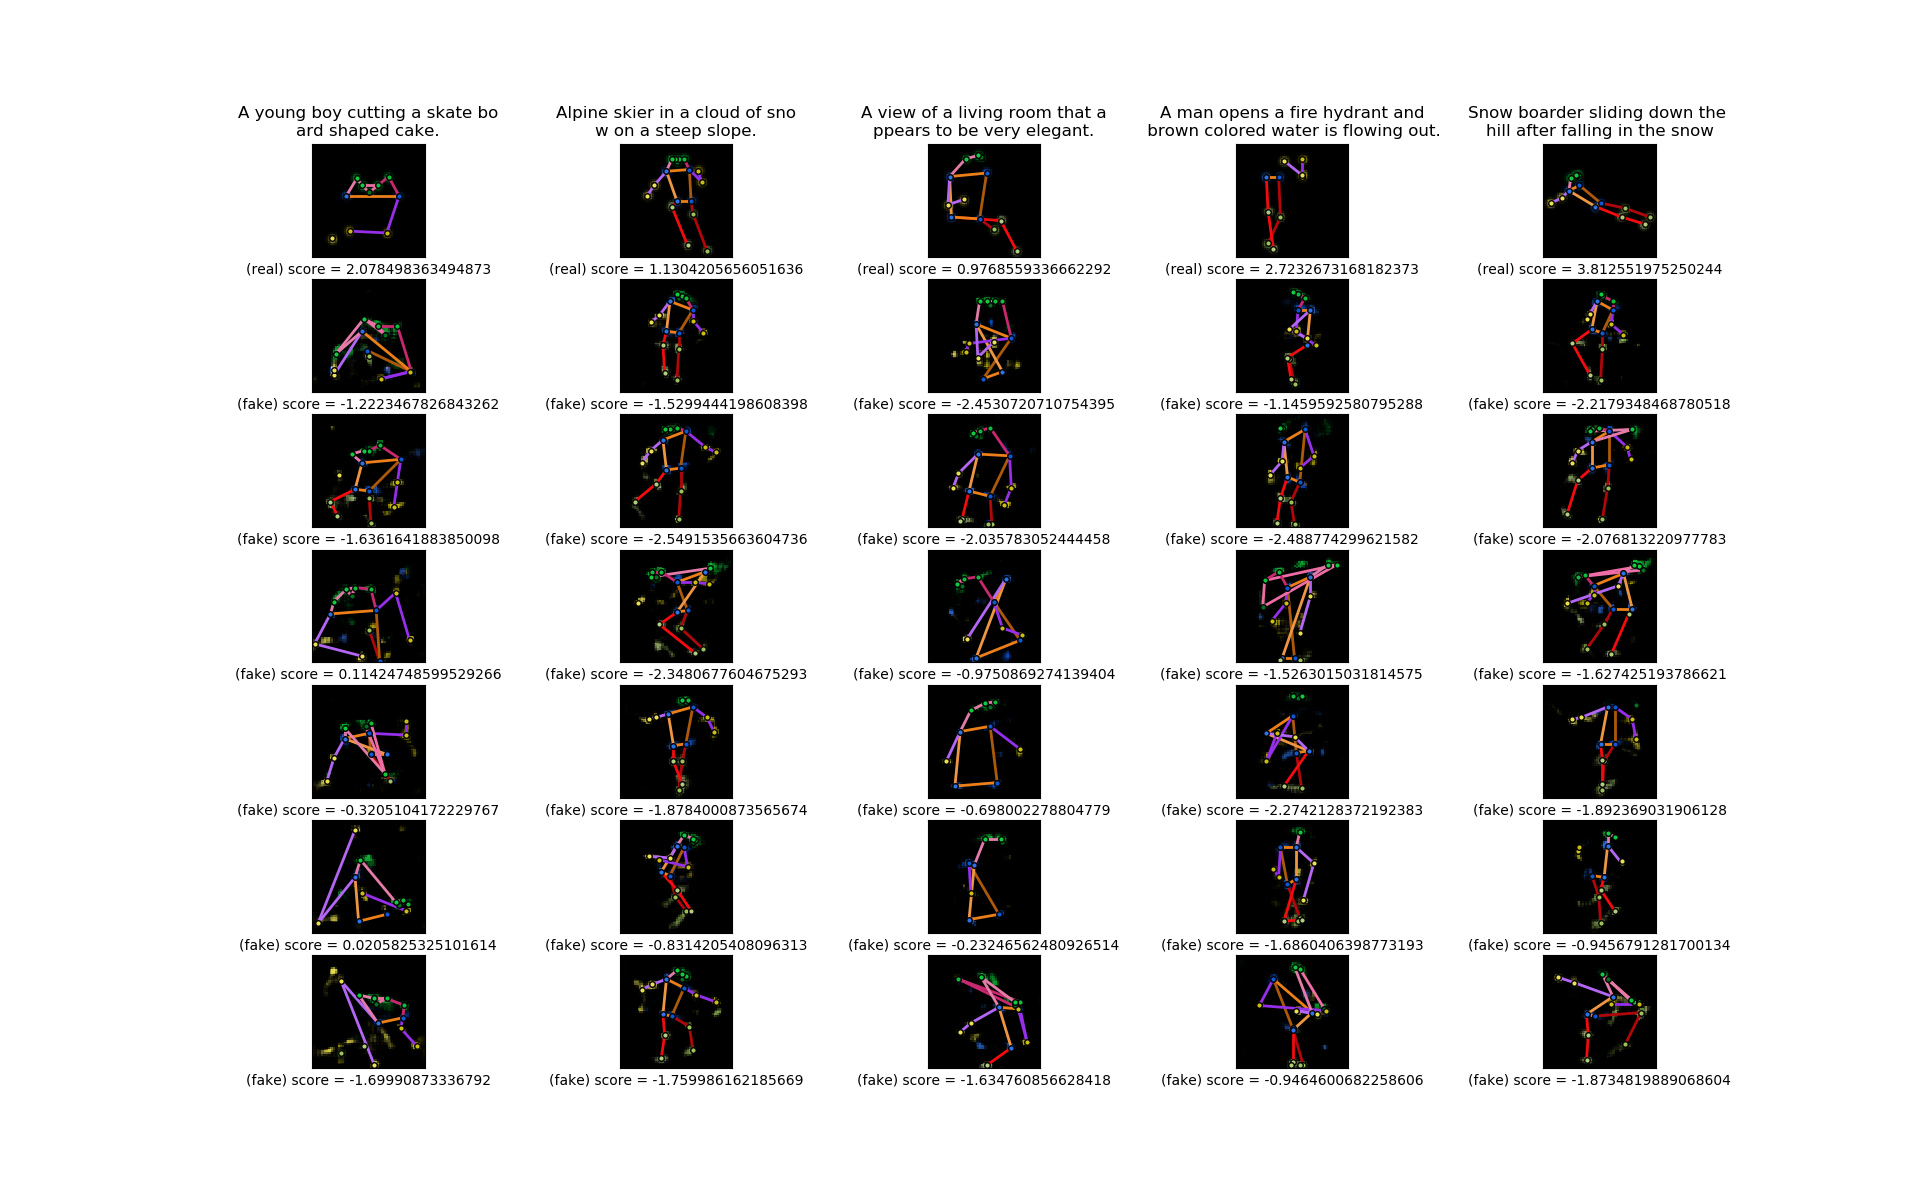 A young boy cutting a skate bo
ard shaped cake.
Alpine skier in a cloud of sno
w on a steep slope.
A view of a living room that a
ppears to be very elegant.
A man opens a fire hydrant and
brown colored water is flowing out.
Snow boarder sliding down the
hill after falling in the snow
(real) score = 2.078498363494873
(real) score = 1.1304205656051636
(real) score = 0.9768559336662292
(real) score = 2.7232673168182373
(real) score = 3.812551975250244
(fake) score = -1.2223467826843262
(fake) score = -1.5299444198608398
(fake) score = -2.4530720710754395
(fake) score = -1.1459592580795288
(fake) score = -2.2179348468780518
(fake) score = -1.6361641883850098
(fake) score = -2.5491535663604736
(fake) score = -2.035783052444458
(fake) score = -2.488774299621582
(fake) score = -2.076813220977783
(fake) score = 0.11424748599529266
(fake) score = -2.3480677604675293
(fake) score = -0.9750869274139404
(fake) score = -1.5263015031814575
(fake) score = -1.627425193786621
(fake) score = -0.3205104172229767
(fake) score = -1.8784000873565674
(fake) score = -0.698002278804779
(fake) score = -2.2742128372192383
(fake) score = -1.892369031906128
(fake) score = 0.0205825325101614
(fake) score = -0.8314205408096313
(fake) score = -0.23246562480926514
(fake) score = -1.6860406398773193
(fake) score = -0.9456791281700134
(fake) score = -1.69990873336792
(fake) score = -1.759986162185669
(fake) score = -1.634760856628418
(fake) score = -0.9464600682258606
(fake) score = -1.8734819889068604